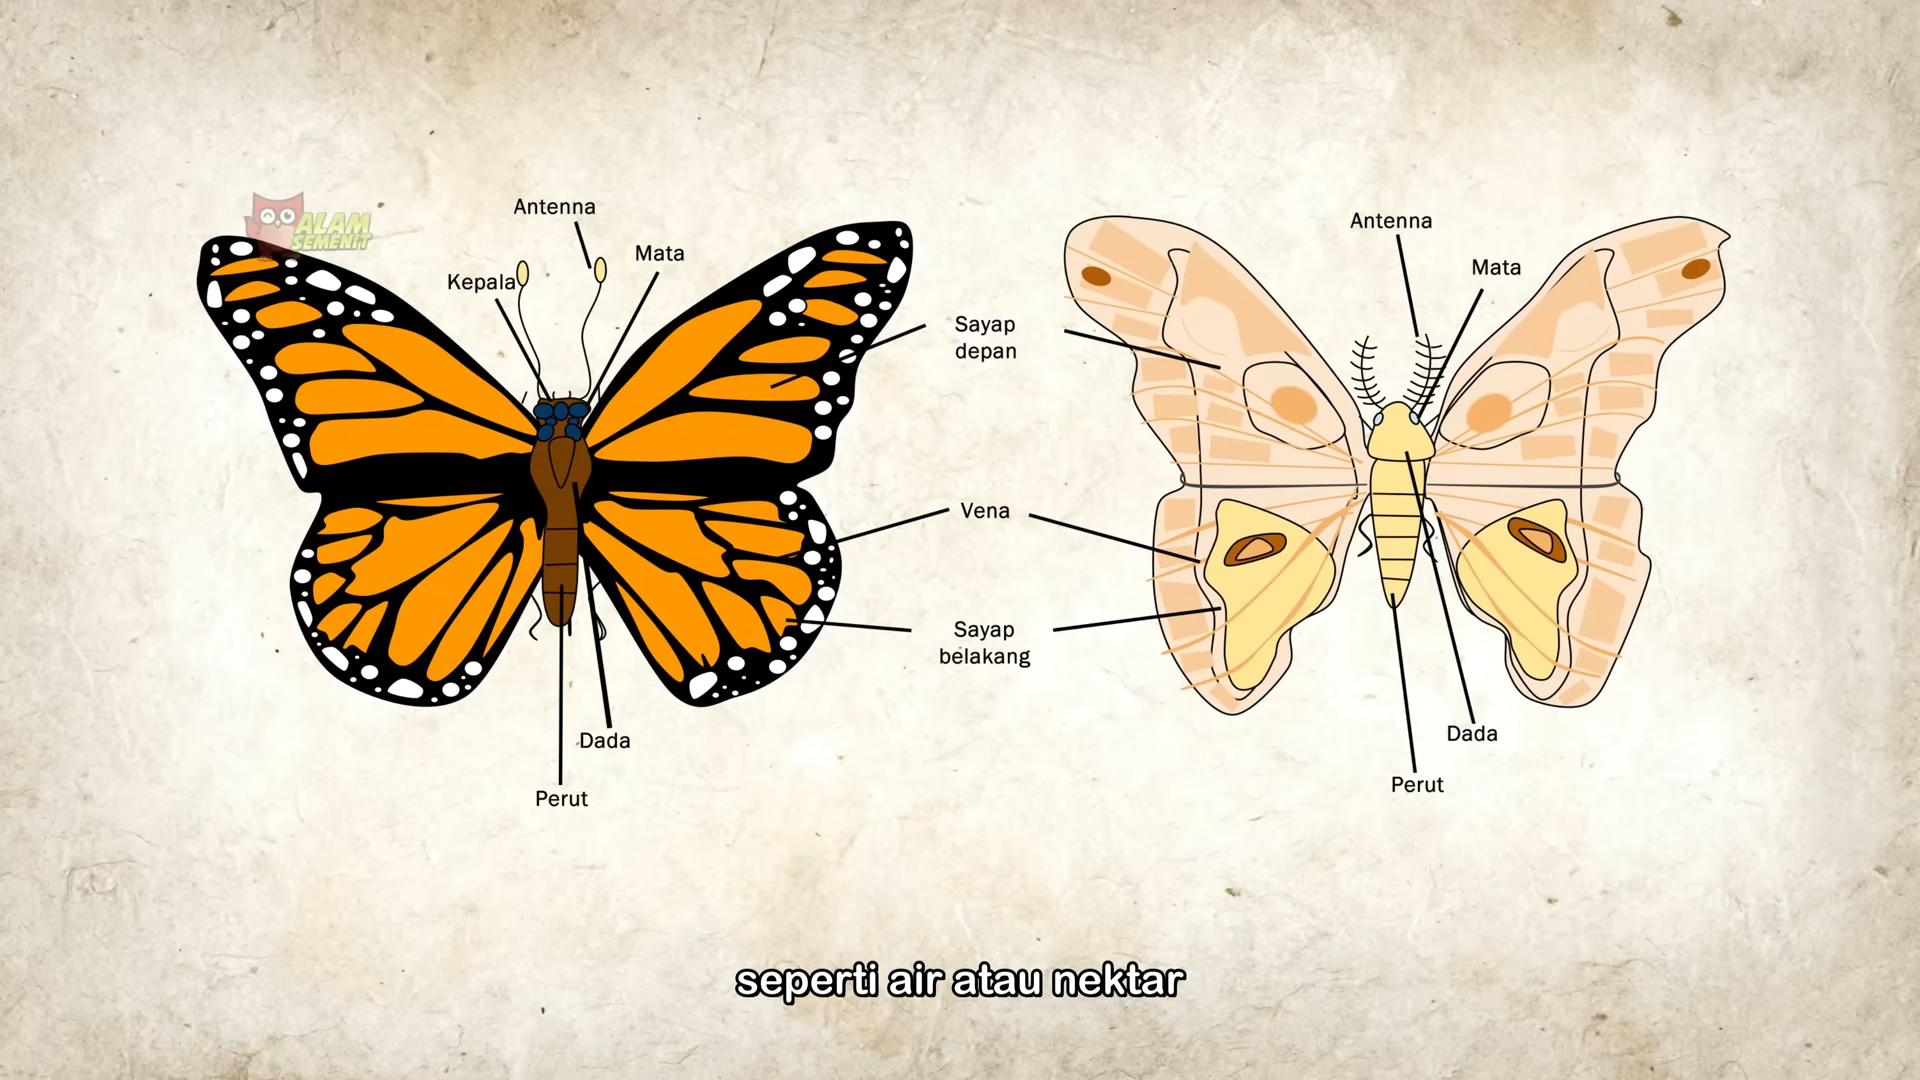 ALAM
SEMENIT
Antenna
Kepala
Mata
Sayap
depan
Vena
Sayap
belakang
Dada
Perut
Antenna
Mata
Dada
Perut
seperti air atau nektar